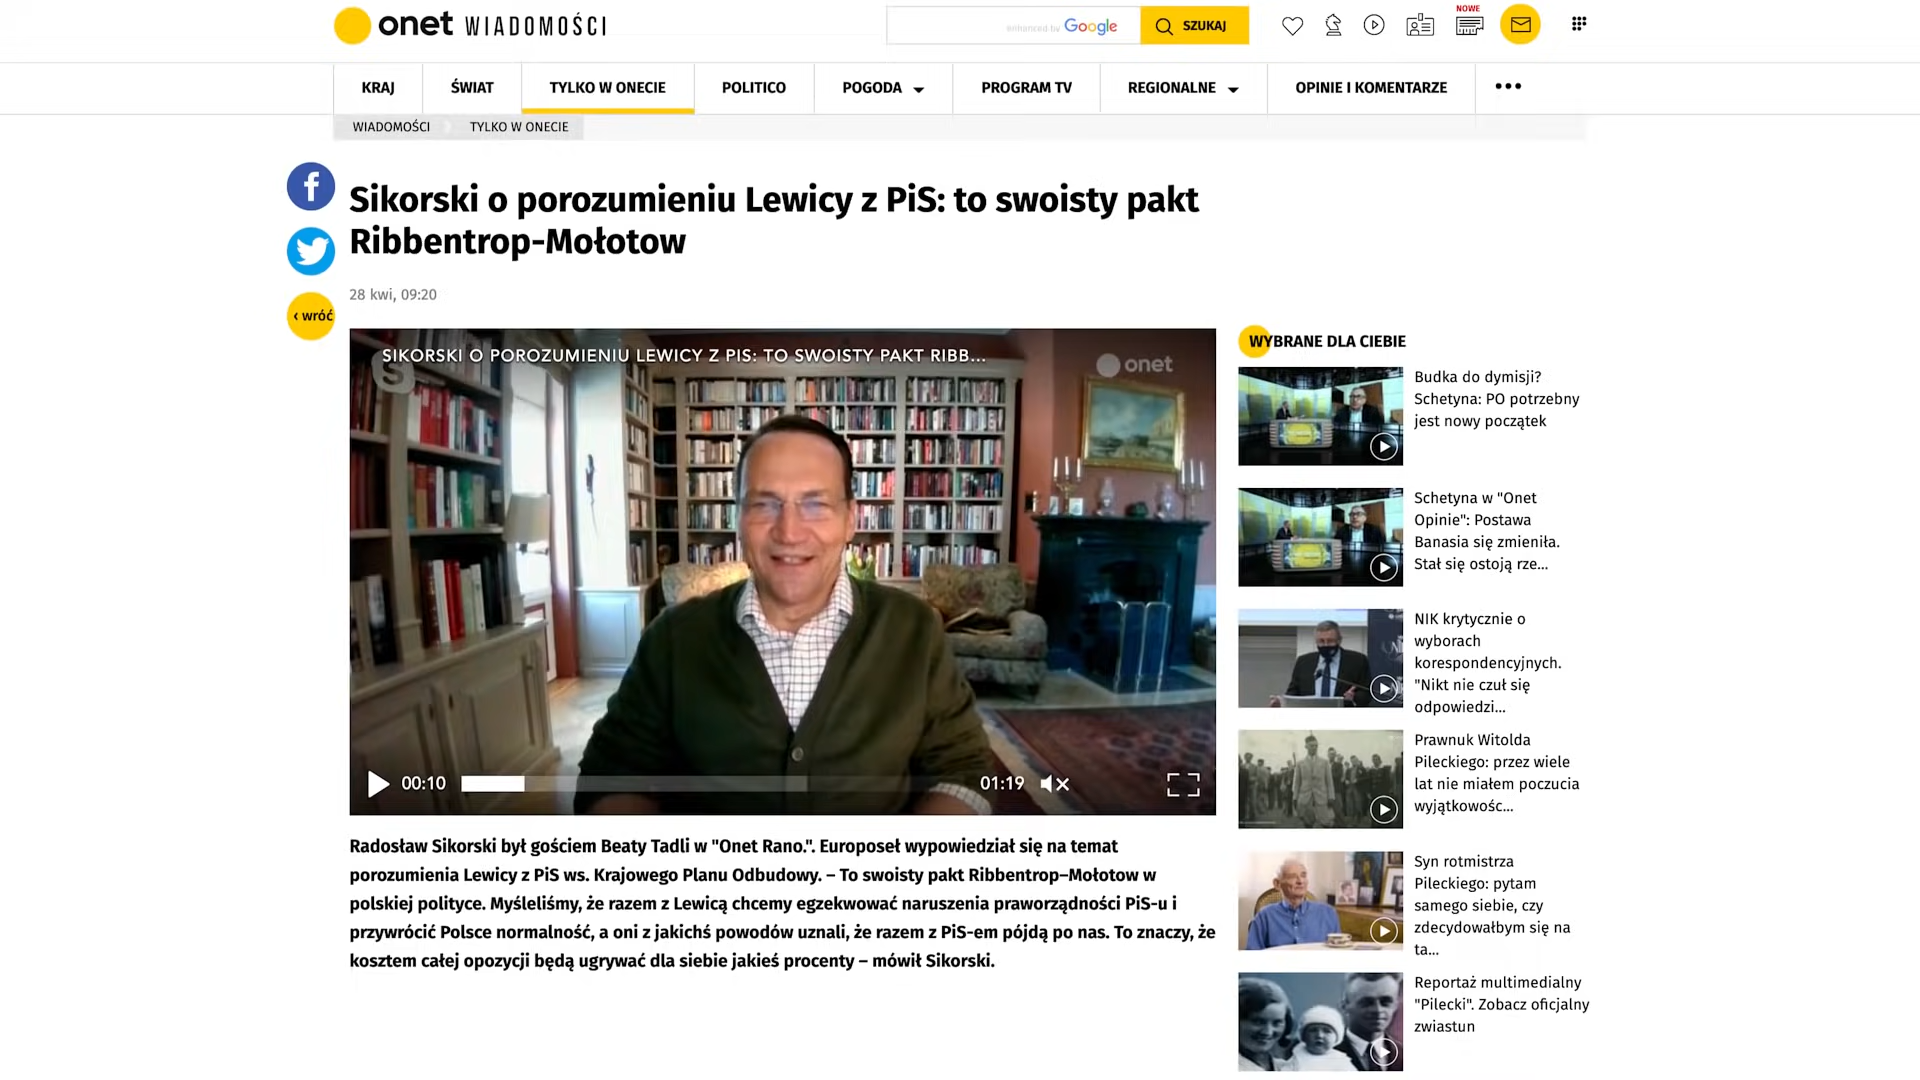 onet WIADOMOŚCI
enhanced by Google
SZUKAJ
NOWE
KRAJ
ŚWIAT
TYLKO W ONECIE
POLITICO
POGODA
PROGRAM TV
REGIONALNE
OPINIE I KOMENTARZE
WIADOMOŚCI
TYLKO W ONECIE
Sikorski o porozumieniu Lewicy z PiS: to swoisty pakt
Ribbentrop-Mołotow
‹ wróć
28 kwi, 09:20
SIKORSKI O POROZUMIENIU LEWICY Z PIS: TO SWOISTY PAKT RIBB...
onet
00:10
01:19
Radosław Sikorski był gościem Beaty Tadli w "Onet Rano.". Europoseł wypowiedział się na temat
porozumienia Lewicy z PiS ws. Krajowego Planu Odbudowy. – To swoisty pakt Ribbentrop–Mołotow w
polskiej polityce. Myśleliśmy, że razem z Lewicą chcemy egzekwować naruszenia praworządności PiS-u i
przywrócić Polsce normalność, a oni z jakichś powodów uznali, że razem z PiS-em pójdą po nas. To znaczy, że
kosztem całej opozycji będą ugrywać dla siebie jakieś procenty – mówił Sikorski.
WYBRANE DLA CIEBIE
Budka do dymisji?
Schetyna: PO potrzebny
jest nowy początek
Schetyna w "Onet
Opinie": Postawa
Banasia się zmieniła.
Stał się ostoją rze...
NIK krytycznie o
wyborach
korespondencyjnych.
"Nikt nie czuł się
odpowiedzi...
Prawnuk Witolda
Pileckiego: przez wiele
lat nie miałem poczucia
wyjątkowośc...
Syn rotmistrza
Pileckiego: pytam
samego siebie, czy
zdecydowałbym się na
ta...
Reportaż multimedialny
"Pilecki". Zobacz oficjalny
zwiastun